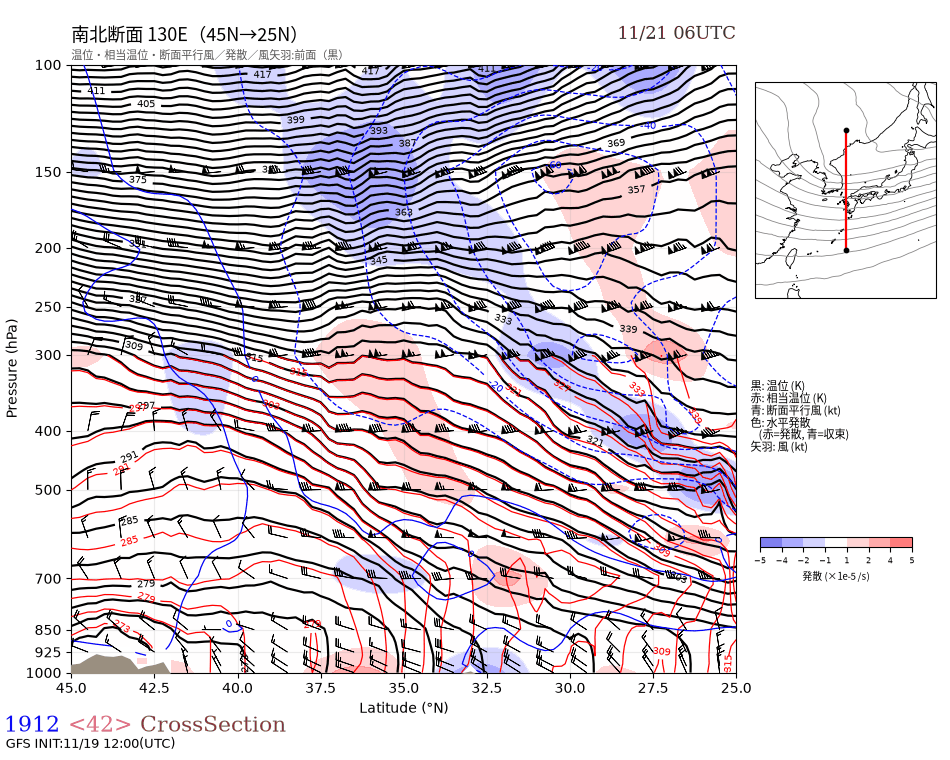 南北断面 130E（45N→25N）
11/21 06UTC
温位・相当温位・断面平行風／発散／風矢羽:前面（黒）
100
150
200
250
300
400
500
700
850
925
1000
Pressure (hPa)
417
417
411
411
405
399
393
387
375
369
363
357
345
339
333
321
315
309
309
297
291
291
285
285
279
279
273
315
333
-40
-20
0
45.0 42.5 40.0 37.5 35.0 32.5 30.0 27.5 25.0
Latitude (°N)
黒: 温位 (K)
赤: 相当温位 (K)
青: 断面平行風 (kt)
色: 水平発散
(赤=発散, 青=収束)
矢羽: 風 (kt)
−5 −4 −2 −1 1 2 4 5
発散 (×1e-5 /s)
1912 <42> CrossSection
GFS INIT:11/19 12:00(UTC)